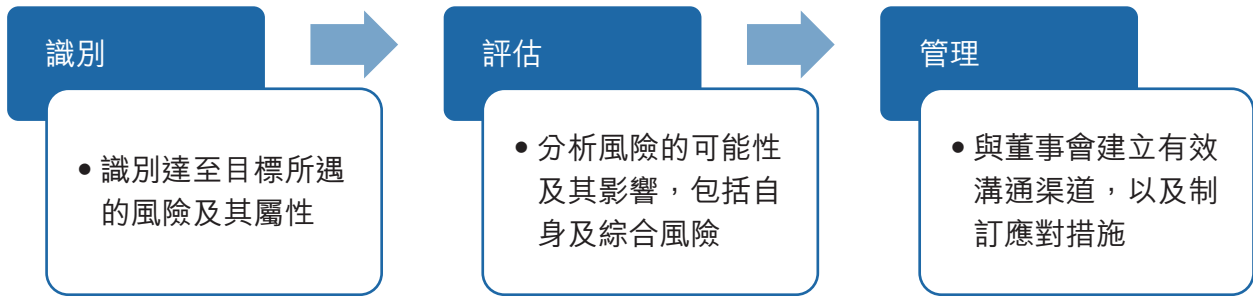 識別
• 識別達至目標所遇
的風險及其屬性
評估
• 分析風險的可能性
及其影響，包括自
身及綜合風險
管理
• 與董事會建立有效
溝通渠道，以及制
訂應對措施